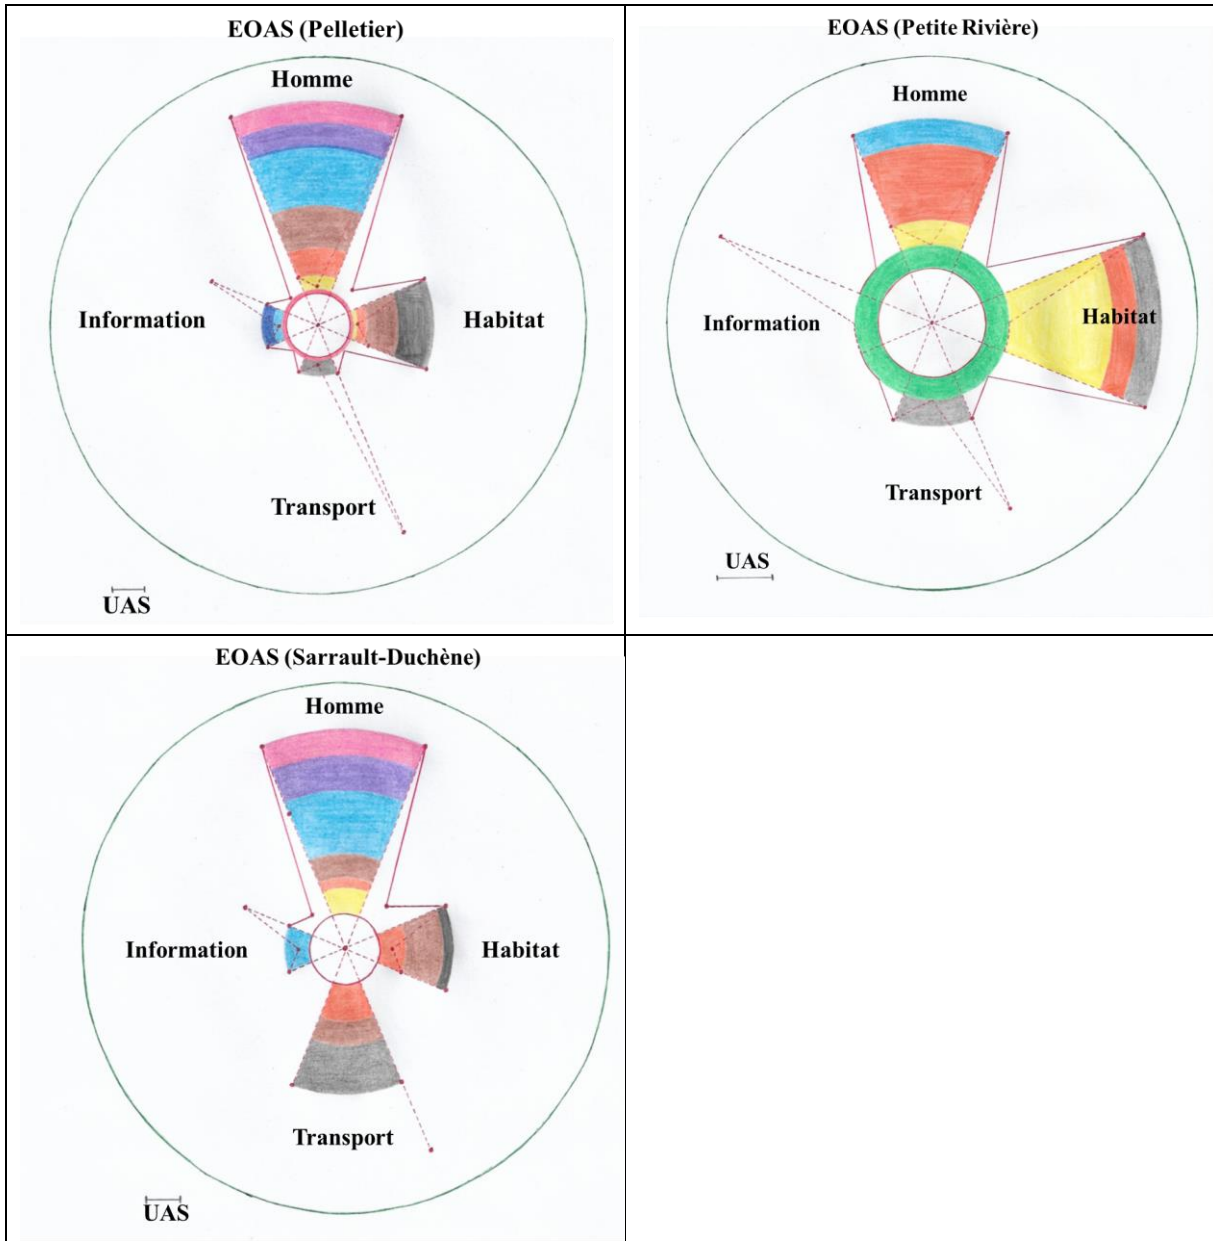 EOAS (Pelletier)
Homme
Information
Habitat
Transport
UAS
EOAS (Petite Rivière)
Homme
Information
Habitat
Transport
UAS
EOAS (Sarrault-Duchène)
Homme
Information
Habitat
Transport
UAS